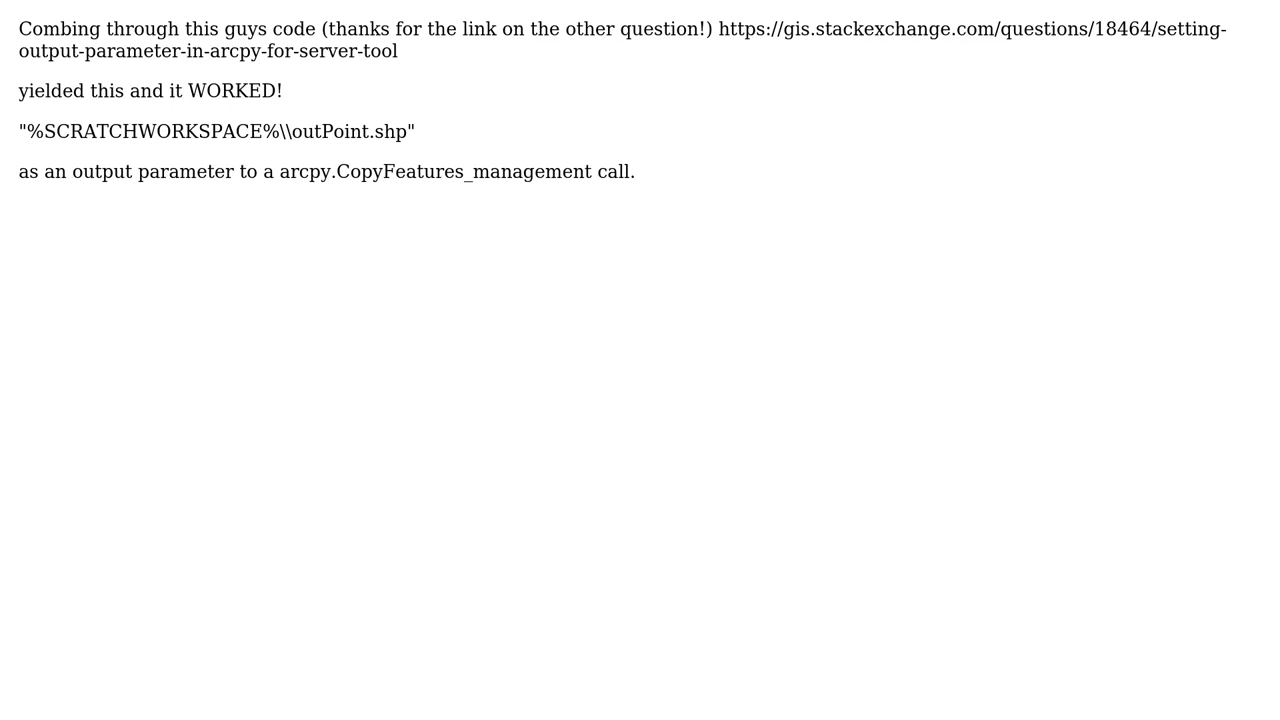 Combing through this guys code (thanks for the link on the other question!) https://gis.stackexchange.com/questions/18464/setting-
output-parameter-in-arcpy-for-server-tool
yielded this and it WORKED!
"%SCRATCHWORKSPACE%\\outPoint.shp"
as an output parameter to a arcpy.CopyFeatures_management call.